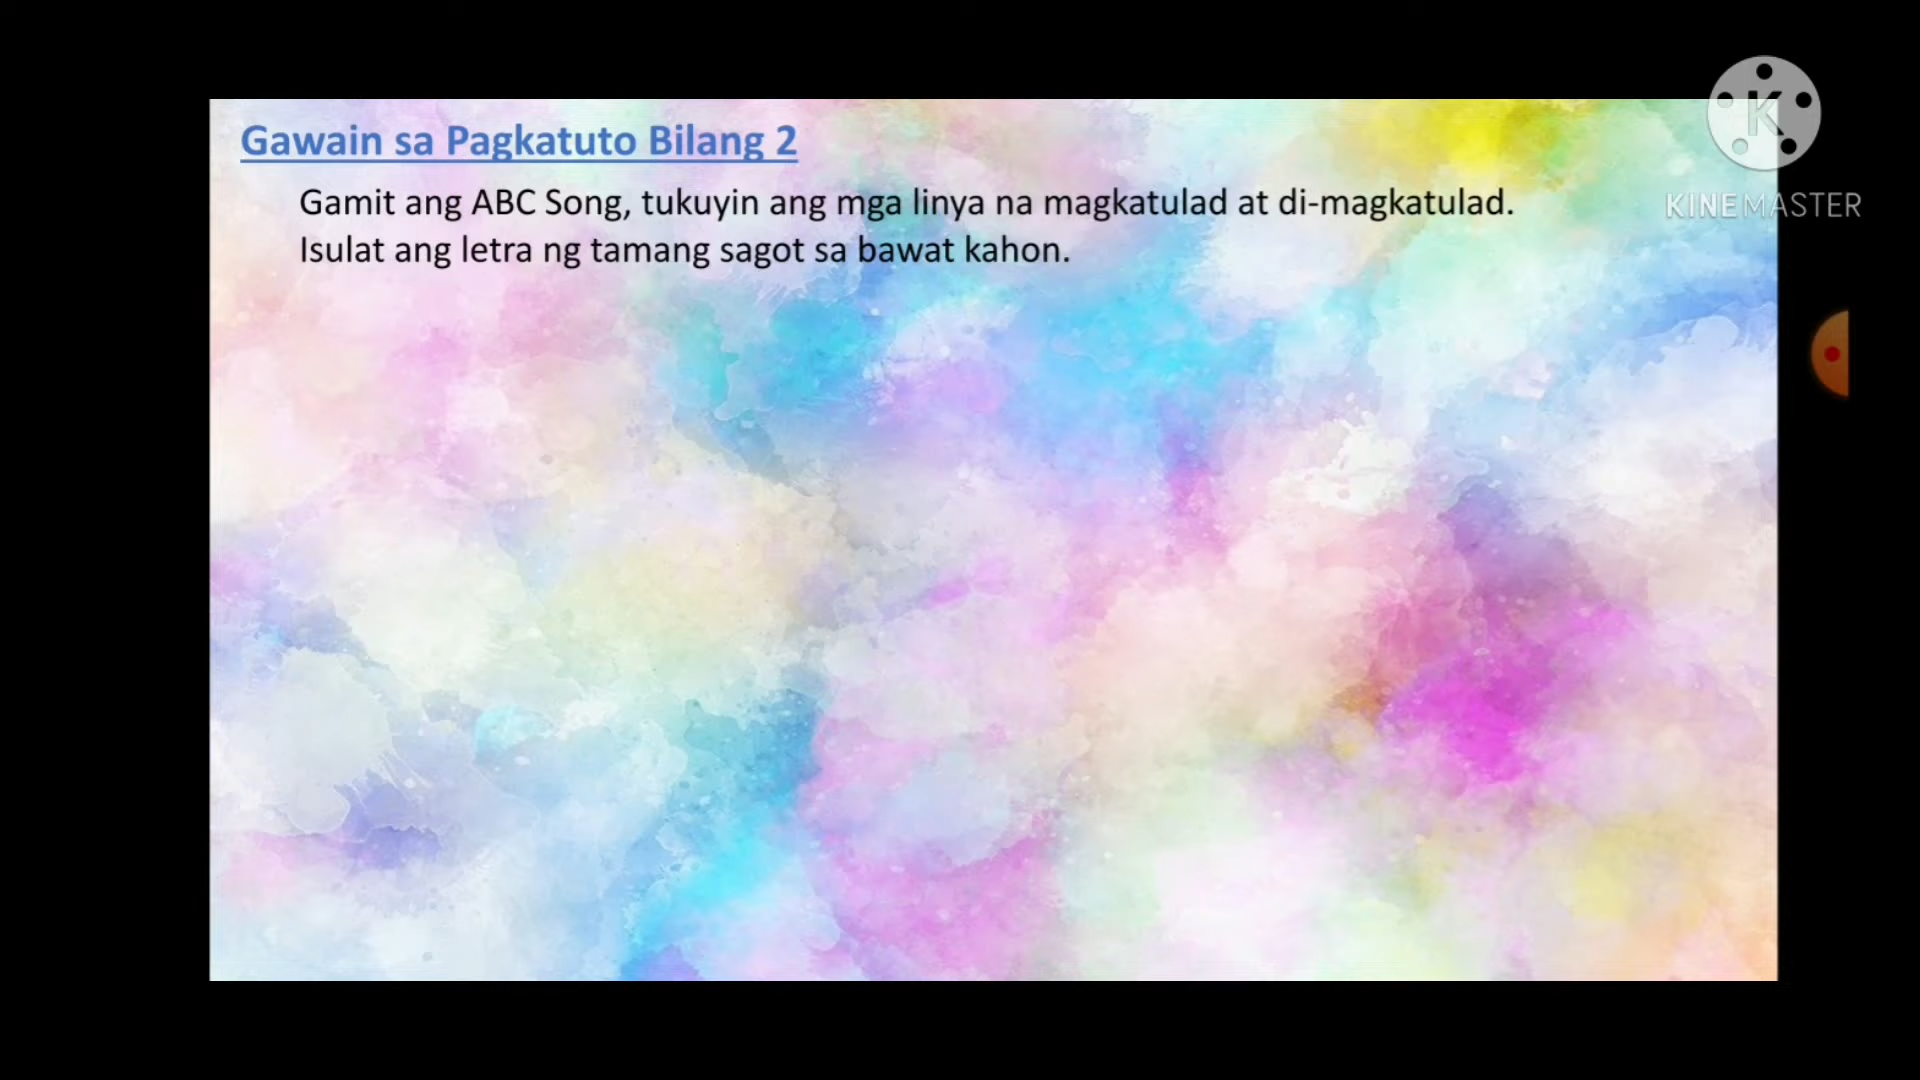 Gawain sa Pagkatuto Bilang 2
Gamit ang ABC Song, tukuyin ang mga linya na magkatulad at di-magkatulad.
Isulat ang letra ng tamang sagot sa bawat kahon.
K
KINEMASTER